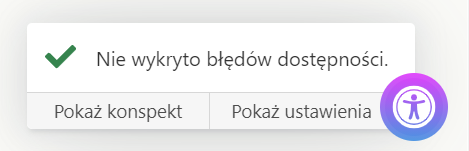 Nie wykryto błędów dostępności.
Pokaż konspekt
Pokaż ustawienia